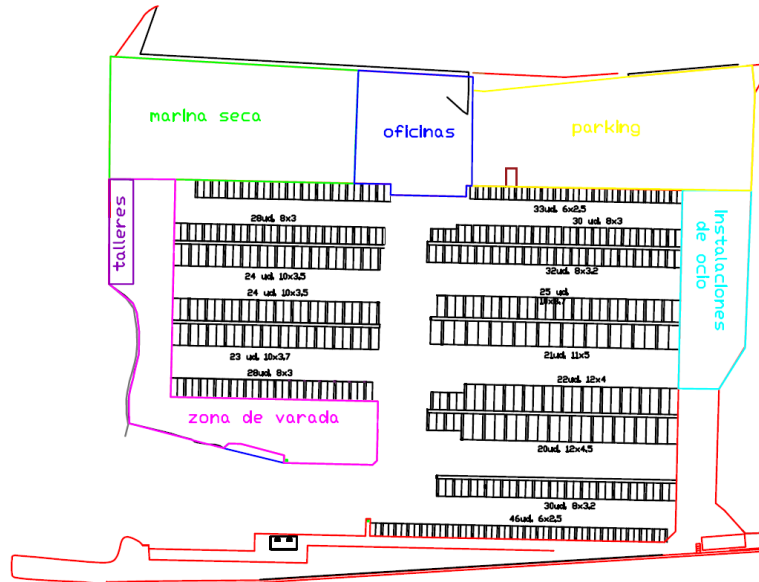 marina seca
oficinas
parking
talleres
Instalaciones
de ocio
28ud. 8x3
33ud. 6x2,5
30 ud. 8x3
24 ud. 10x3,5
32ud. 8x3,2
24 ud. 10x3,5
25 ud.
23 ud. 10x3,7
21ud. 11x5
28ud. 8x3
22ud. 12x4
zona de varada
20ud. 12x4,5
30ud. 8x3,2
46ud. 6x2,5